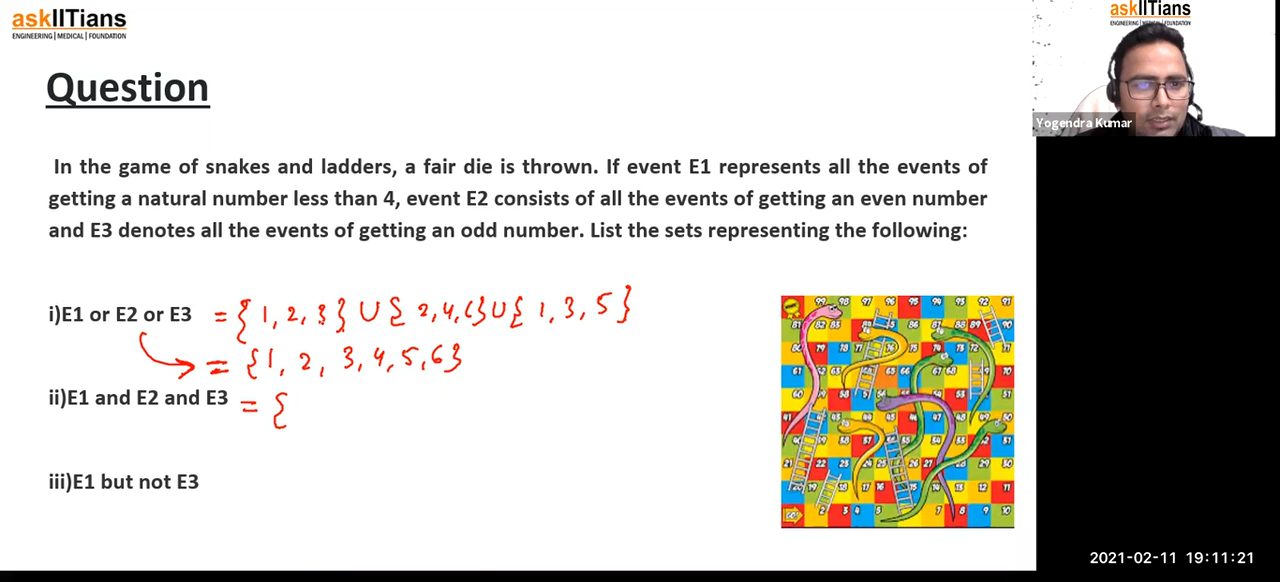 askIITians
ENGINEERING | MEDICAL | FOUNDATION
askIITians
ENGINEERING | MEDICAL | FOUNDATION
Yogendra Kumar
Question
In the game of snakes and ladders, a fair die is thrown. If event E1 represents all the events of
getting a natural number less than 4, event E2 consists of all the events of getting an even number
and E3 denotes all the events of getting an odd number. List the sets representing the following:
i)E1 or E2 or E3 = { 1, 2, 3 } ∪ { 2, 4, 6 } ∪ { 1, 3, 5 }
= { 1, 2, 3, 4, 5, 6 }
ii)E1 and E2 and E3 = {
iii)E1 but not E3
2021-02-11 19:11:21